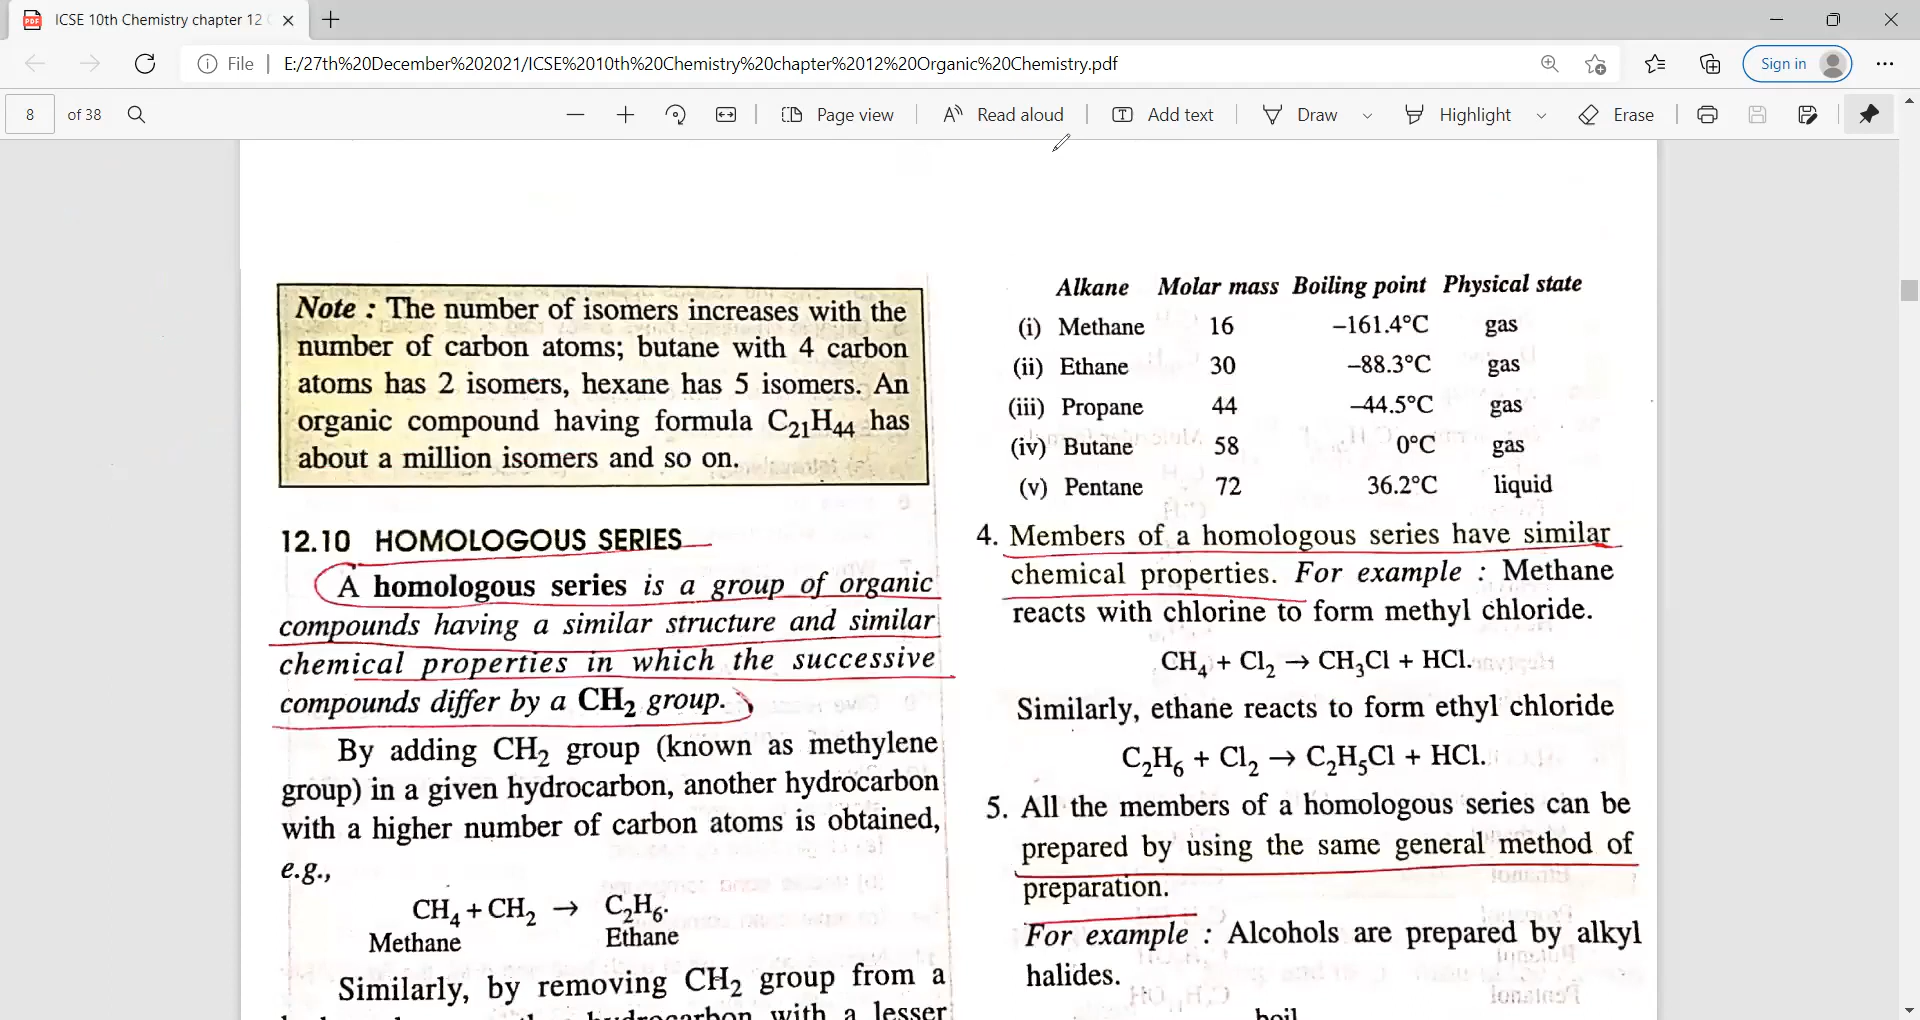 ICSE 10th Chemistry chapter 12
File
E:/27th%20December%202021/ICSE%2010th%20Chemistry%20chapter%2012%20Organic%20Chemistry.pdf
Sign in
8 of 38
Page view
Read aloud
Add text
Draw
Highlight
Erase
Note : The number of isomers increases with the
number of carbon atoms; butane with 4 carbon
atoms has 2 isomers, hexane has 5 isomers. An
organic compound having formula C₂₁H₄₄ has
about a million isomers and so on.
12.10 HOMOLOGOUS SERIES
A homologous series is a group of organic
compounds having a similar structure and similar
chemical properties in which the successive
compounds differ by a CH₂ group.
By adding CH₂ group (known as methylene
group) in a given hydrocarbon, another hydrocarbon
with a higher number of carbon atoms is obtained,
e.g.,
CH₄ + CH₂ → C₂H₆.
Methane Ethane
Similarly, by removing CH₂ group from a
hydrocarbon with a lesser
Alkane Molar mass Boiling point Physical state
(i) Methane 16 –161.4°C gas
(ii) Ethane 30 –88.3°C gas
(iii) Propane 44 –44.5°C gas
(iv) Butane 58 0°C gas
(v) Pentane 72 36.2°C liquid
4. Members of a homologous series have similar
chemical properties. For example : Methane
reacts with chlorine to form methyl chloride.
CH₄ + Cl₂ → CH₃Cl + HCl.
Similarly, ethane reacts to form ethyl chloride
C₂H₆ + Cl₂ → C₂H₅Cl + HCl.
5. All the members of a homologous series can be
prepared by using the same general method of
preparation.
For example : Alcohols are prepared by alkyl
halides.
boil